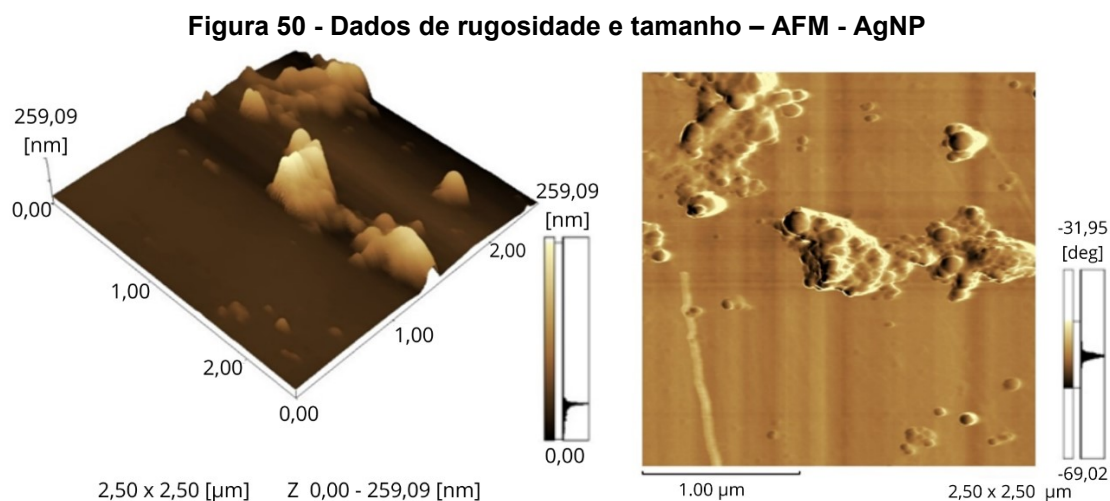 Figura 50 - Dados de rugosidade e tamanho – AFM - AgNP
259,09
[nm]
0,00
1,00
2,00
0,00
1,00
2,00
259,09
[nm]
0,00
2,50 x 2,50 [µm] Z 0,00 - 259,09 [nm]
-31,95
[deg]
-69,02
1.00 µm
2,50 x 2,50 µm